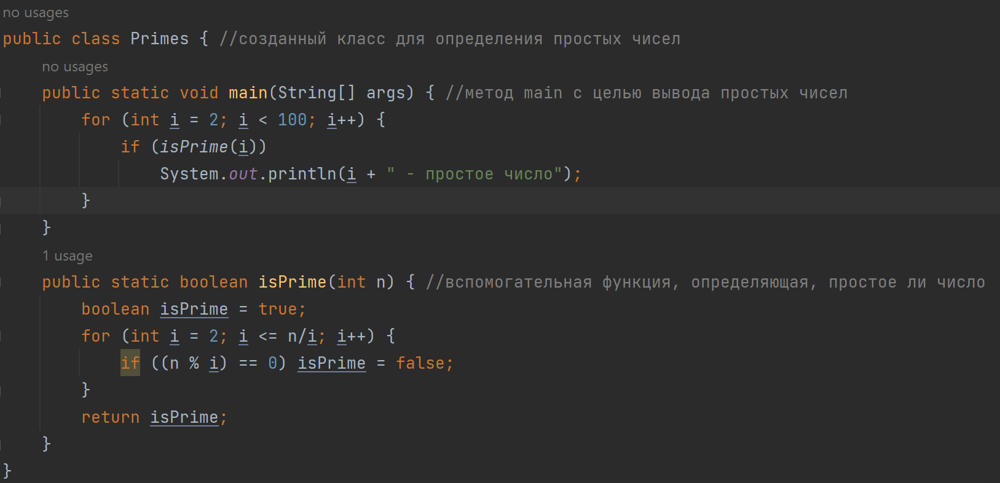 no usages
public class Primes { //созданный класс для определения простых чисел
no usages
public static void main(String[] args) { //метод main с целью вывода простых чисел
for (int i = 2; i < 100; i++) {
if (isPrime(i))
System.out.println(i + " - простое число");
}
}
1 usage
public static boolean isPrime(int n) { //вспомогательная функция, определяющая, простое ли число
boolean isPrime = true;
for (int i = 2; i <= n/i; i++) {
if ((n % i) == 0) isPrime = false;
}
return isPrime;
}
}